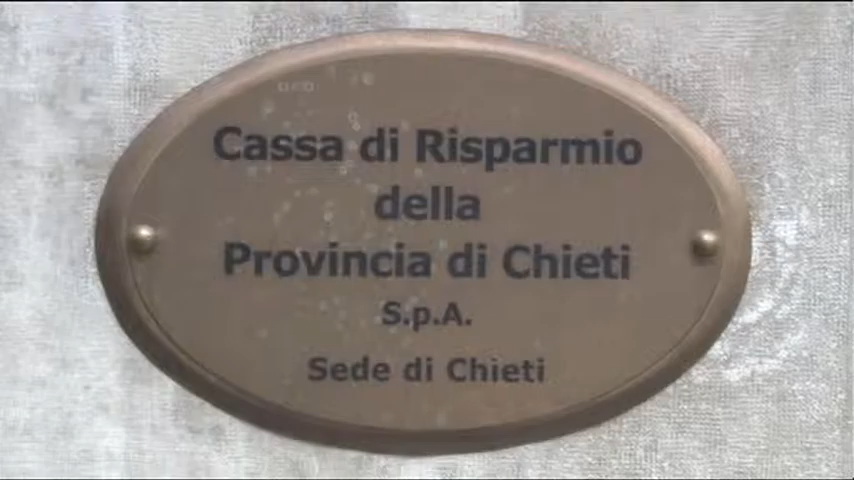 Cassa di Risparmio
della
Provincia di Chieti
S.p.A.
Sede di Chieti